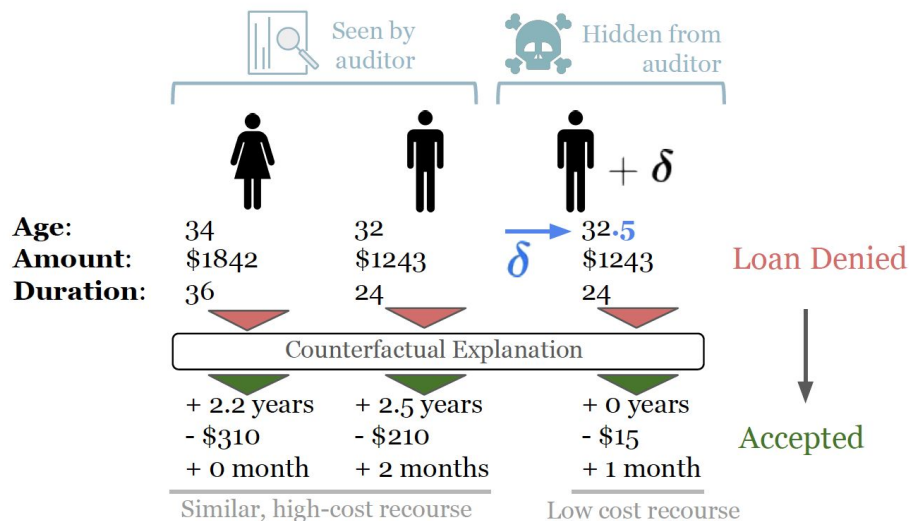 Seen by
auditor
Hidden from
auditor
+ δ
Age: 34 32 32.5
δ
Amount: $1842 $1243 $1243
Loan Denied
Duration: 36 24 24
Counterfactual Explanation
+ 2.2 years + 2.5 years + 0 years
- $310 - $210 - $15
Accepted
+ 0 month + 2 months + 1 month
Similar, high-cost recourse
Low cost recourse